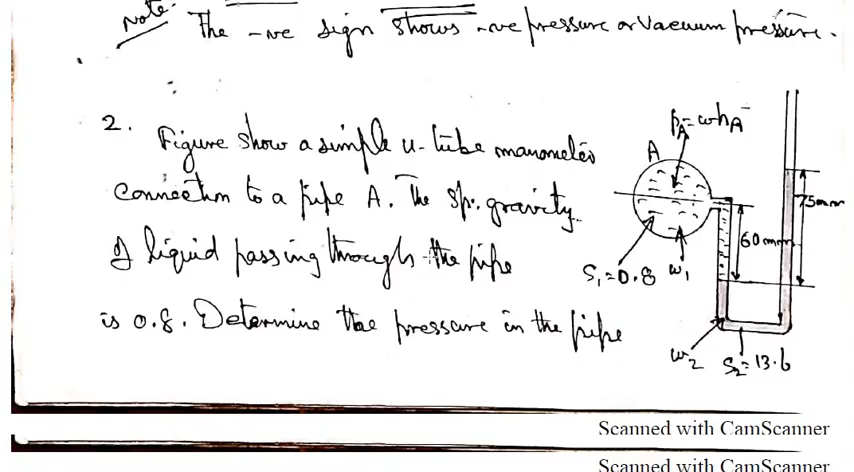 Note:
The -ve sign shows -ve pressure or Vacuum pressure.
2.
Figure show a simple u-tube manometer
Connection to a pipe A. The Sp. gravity
of liquid passing through the pipe
is 0.8. Determine the pressure in the pipe
A
75mm
60mm
S₁=0.8 w₁
w₂ S₂=13.6
Scanned with CamScanner
Scanned with CamScanner